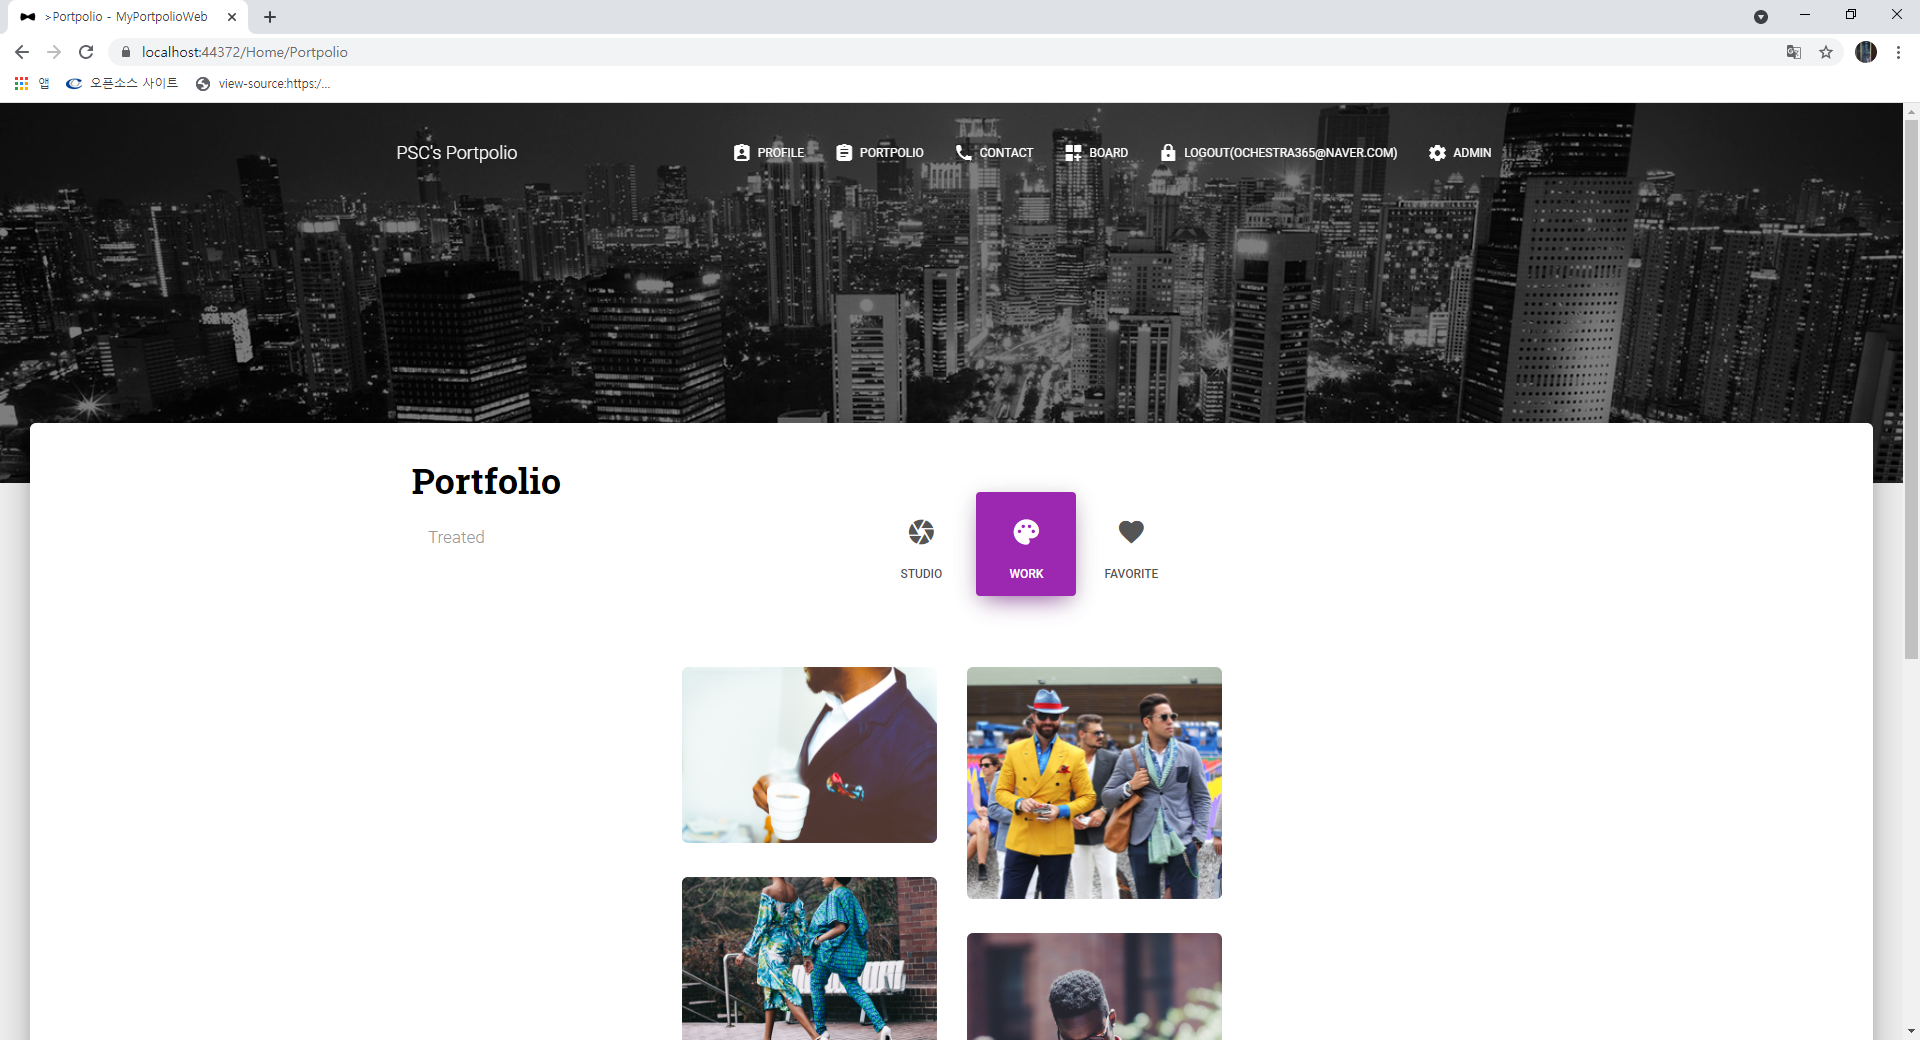 >Portpolio - MyPortpolioWeb
localhost:44372/Home/Portpolio
앱 오픈소스 사이트 view-source:https:/...
PSC's Portpolio PROFILE PORTPOLIO CONTACT BOARD LOGOUT(OCHESTRA365@NAVER.COM) ADMIN
Portfolio
Treated
STUDIO WORK FAVORITE